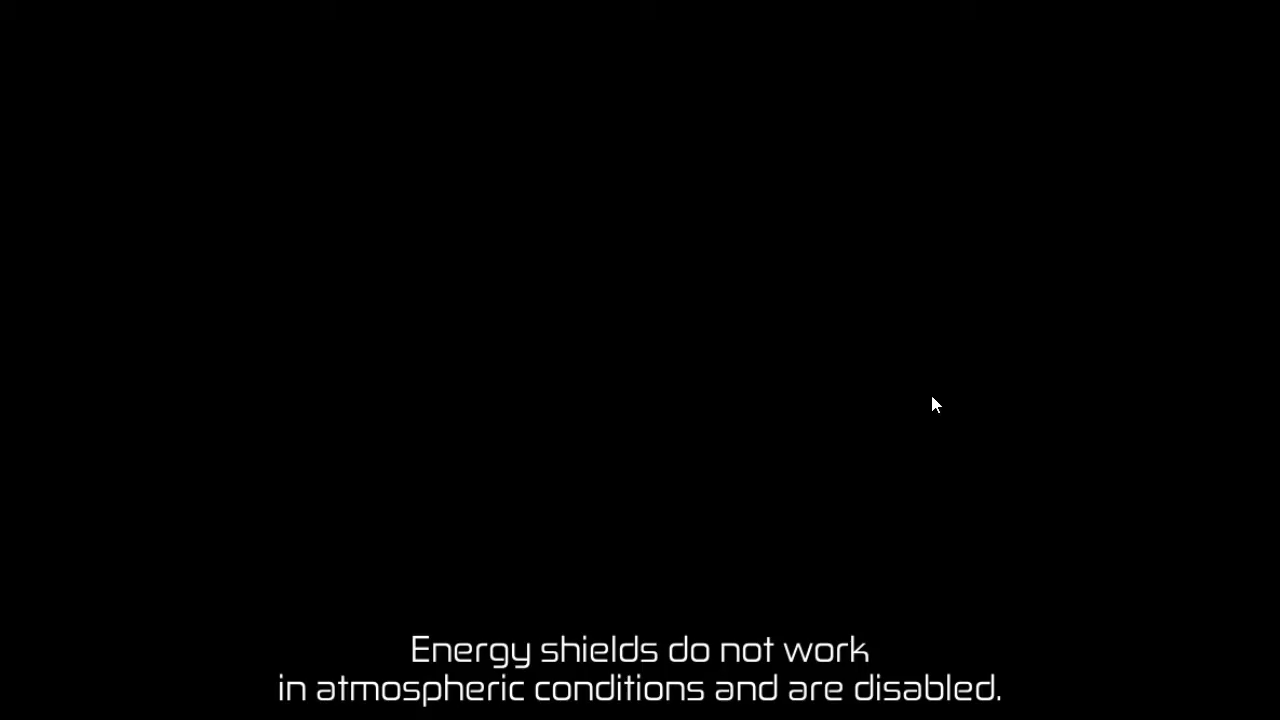 Energy shields do not work
in atmospheric conditions and are disabled.